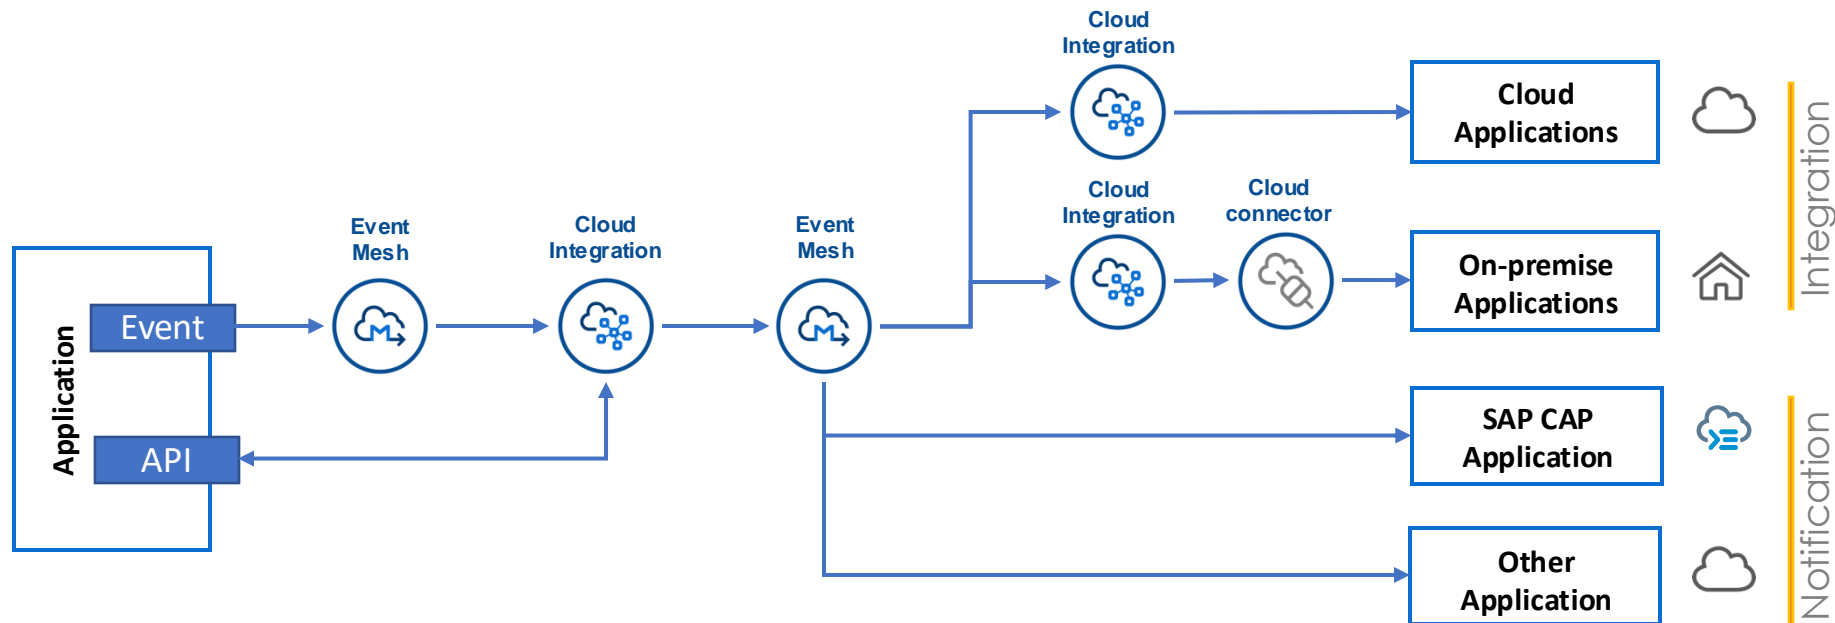 Application
Event
API
Event
Mesh
Cloud
Integration
Event
Mesh
Cloud
Integration
Cloud
Integration
Cloud
connector
Cloud
Applications
On-premise
Applications
Integration
SAP CAP
Application
Other
Application
Notification